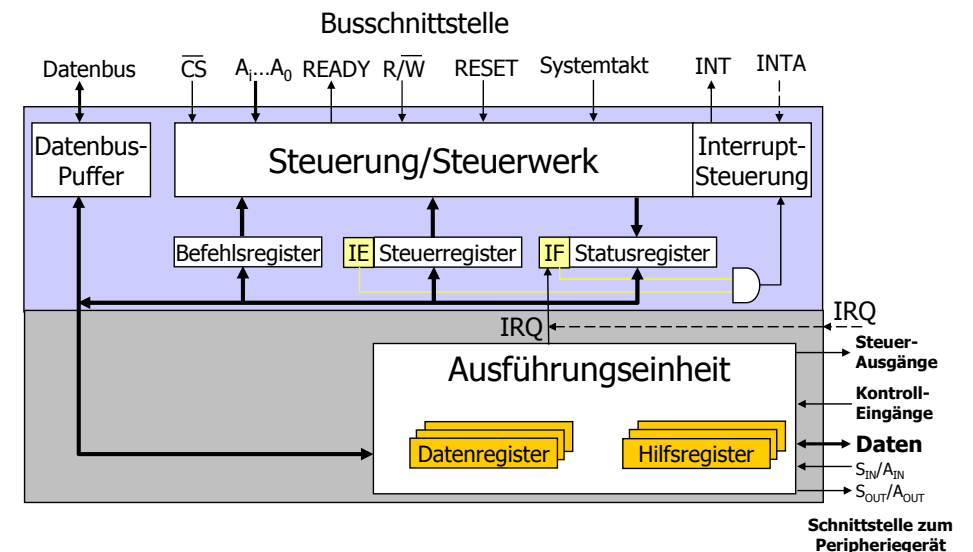 Busschnittstelle
Datenbus
CS
Ai...A0
READY
R/W
RESET
Systemtakt
INT
INTA
Datenbus-
Puffer
Steuerung/Steuerwerk
Interrupt-
Steuerung
Befehlsregister
IE
Steuerregister
IF
Statusregister
IRQ
IRQ
Ausführungseinheit
Steuer-
Ausgänge
Kontroll-
Eingänge
Datenregister
Hilfsregister
Daten
SIN/AIN
SOUT/AOUT
Schnittstelle zum
Peripheriegerät